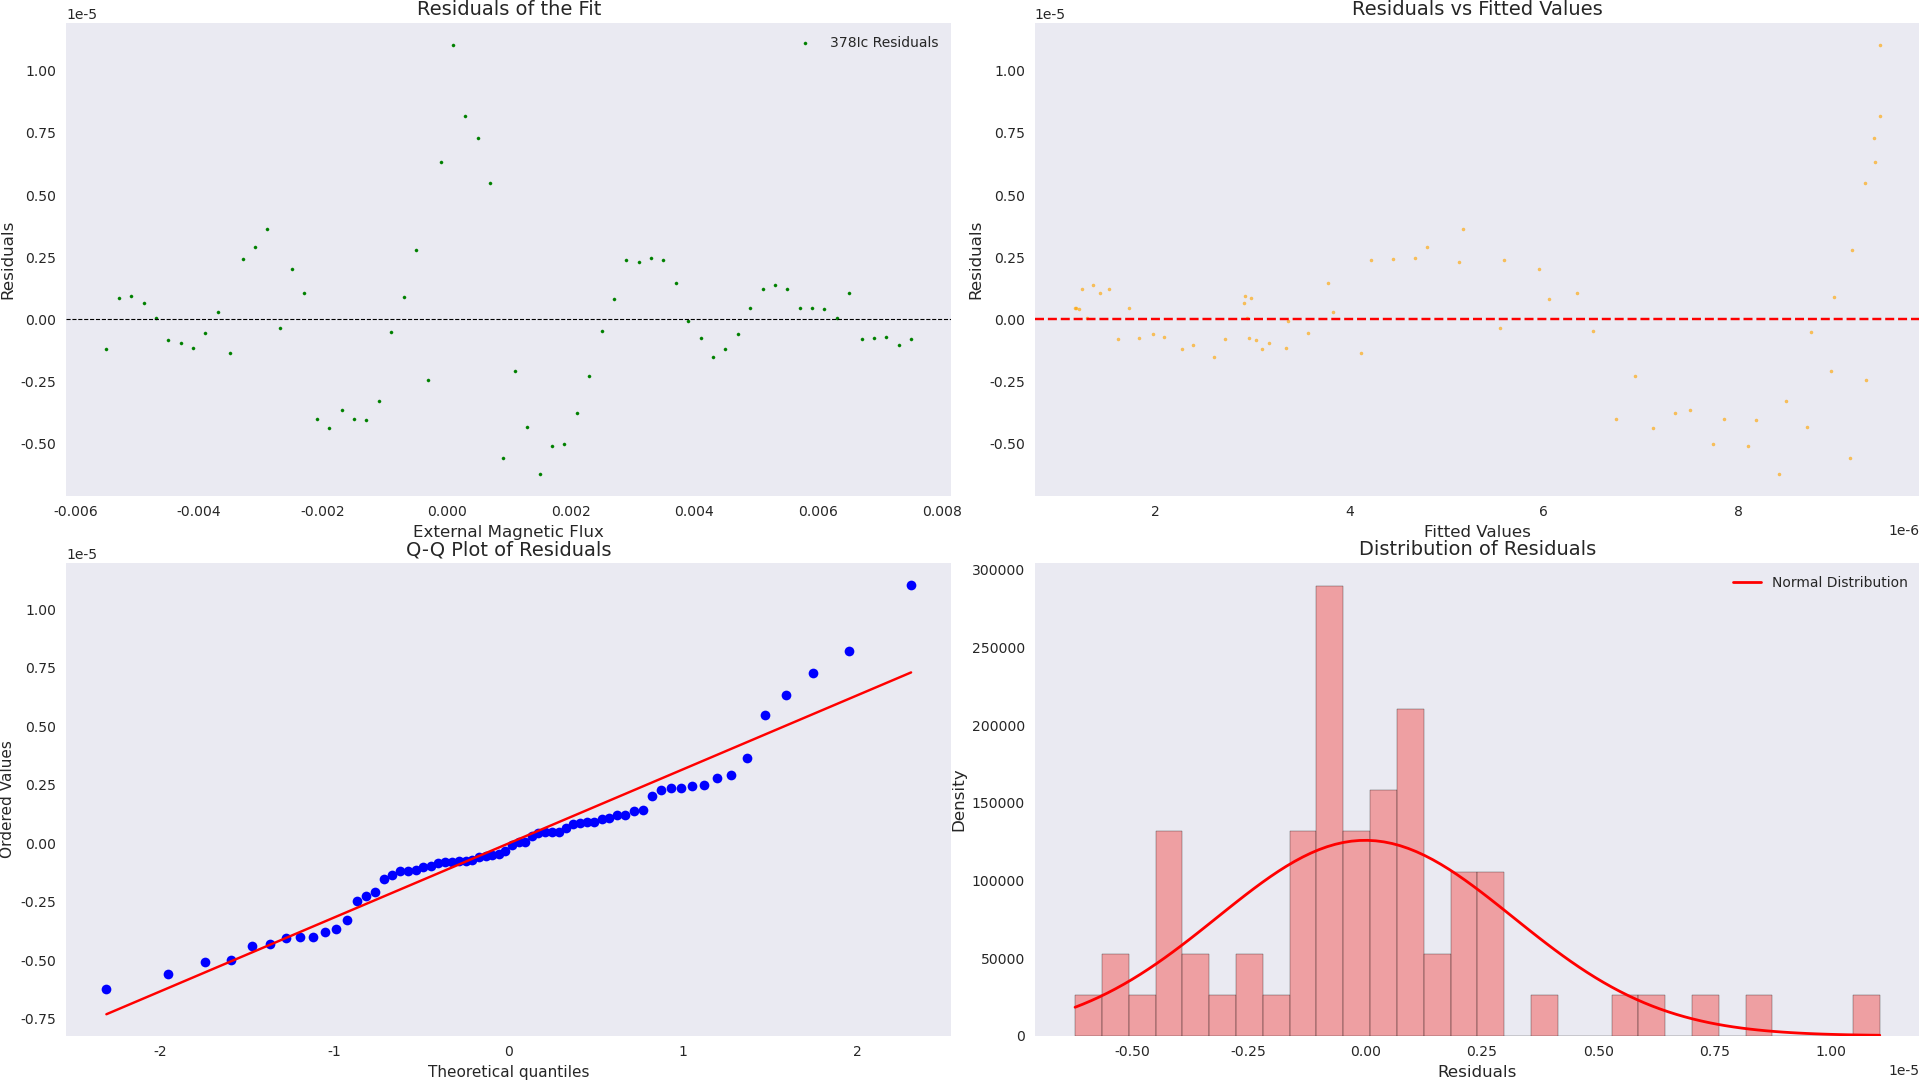 Residuals of the Fit
1e-5
378Ic Residuals
1.00
0.75
0.50
0.25
0.00
-0.25
-0.50
Residuals
-0.006 -0.004 -0.002 0.000 0.002 0.004 0.006 0.008
External Magnetic Flux
Residuals vs Fitted Values
1e-5
1.00
0.75
0.50
0.25
0.00
-0.25
-0.50
Residuals
2 4 6 8
Fitted Values
1e-6
Q-Q Plot of Residuals
1e-5
1.00
0.75
0.50
0.25
0.00
-0.25
-0.50
-0.75
Ordered Values
-2 -1 0 1 2
Theoretical quantiles
Distribution of Residuals
Normal Distribution
300000
250000
200000
150000
100000
50000
0
Density
-0.50 -0.25 0.00 0.25 0.50 0.75 1.00
Residuals
1e-5